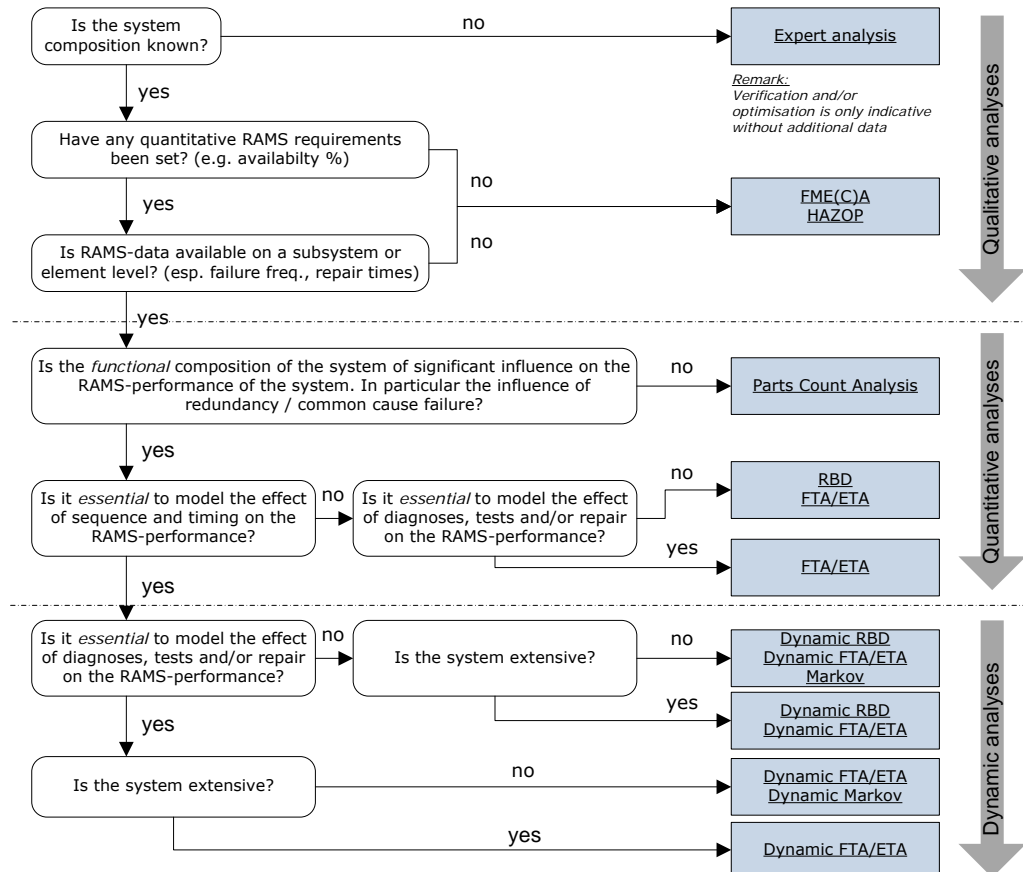 Is the system
composition known?
no
Expert analysis
yes
Remark:
Verification and/or
optimisation is only indicative
without additional data
Have any quantitative RAMS requirements
been set? (e.g. availabilty %)
no
yes
FME(C)A
HAZOP
no
Is RAMS-data available on a subsystem or
element level? (esp. failure freq., repair times)
yes
Qualitative analyses
Is the functional composition of the system of significant influence on the
RAMS-performance of the system. In particular the influence of
redundancy / common cause failure?
no
Parts Count Analysis
yes
Is it essential to model the effect
of sequence and timing on the
RAMS-performance?
no
Is it essential to model the effect
of diagnoses, tests and/or repair
on the RAMS-performance?
no
RBD
FTA/ETA
yes
FTA/ETA
yes
Quantitative analyses
Is it essential to model the effect
of diagnoses, tests and/or repair
on the RAMS-performance?
no
Is the system extensive?
no
Dynamic RBD
Dynamic FTA/ETA
Markov
yes
Dynamic RBD
Dynamic FTA/ETA
yes
Is the system extensive?
no
Dynamic FTA/ETA
Dynamic Markov
yes
Dynamic FTA/ETA
Dynamic analyses